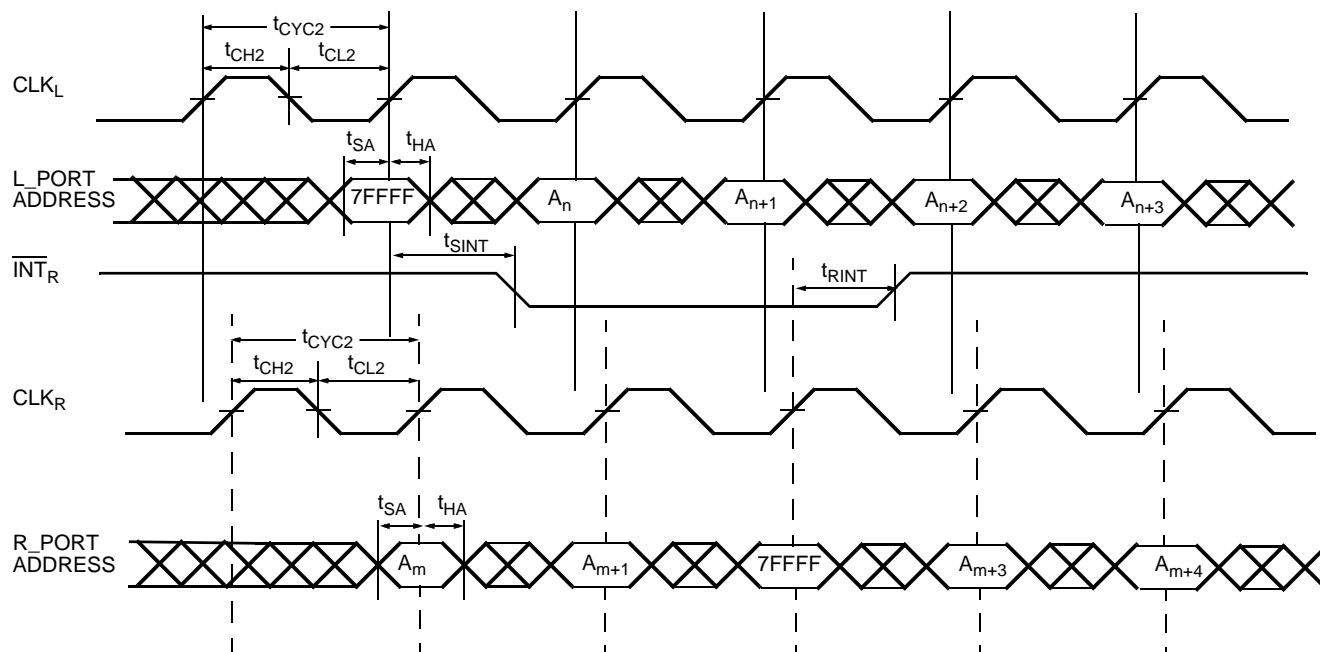 tCYC2
tCH2 tCL2
CLKL
tSA tHA
L_PORT
ADDRESS
7FFFF An An+1 An+2 An+3
tSINT
INTR
tRINT
tCYC2
tCH2 tCL2
CLKR
tSA tHA
R_PORT
ADDRESS
Am Am+1 7FFFF Am+3 Am+4